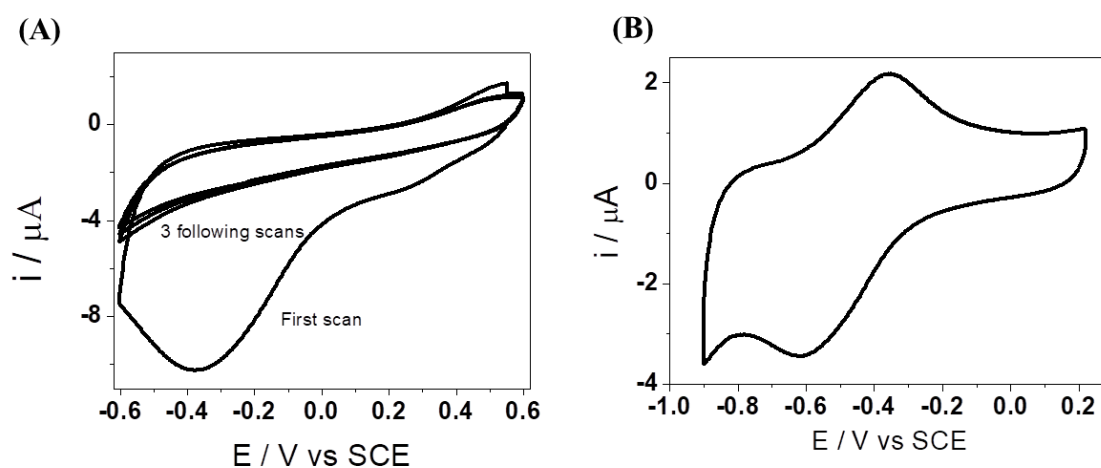 (A)
0
-4
-8
i / μA
3 following scans
First scan
-0.6 -0.4 -0.2 0.0 0.2 0.4 0.6
E / V vs SCE
(B)
2
0
-2
-4
i / μA
-1.0 -0.8 -0.6 -0.4 -0.2 0.0 0.2
E / V vs SCE